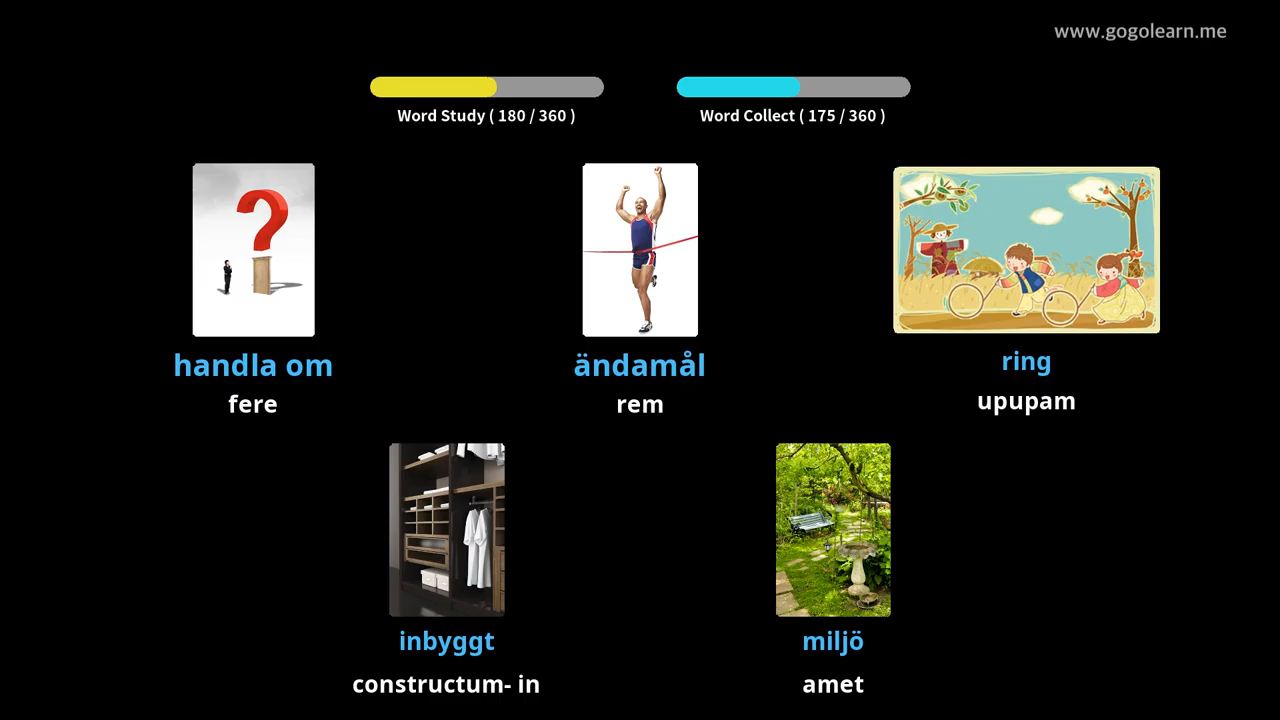 www.gogolearn.me
Word Study ( 180 / 360 )
Word Collect ( 175 / 360 )
handla om
fere
ändamål
rem
ring
upupam
inbyggt
constructum- in
miljö
amet